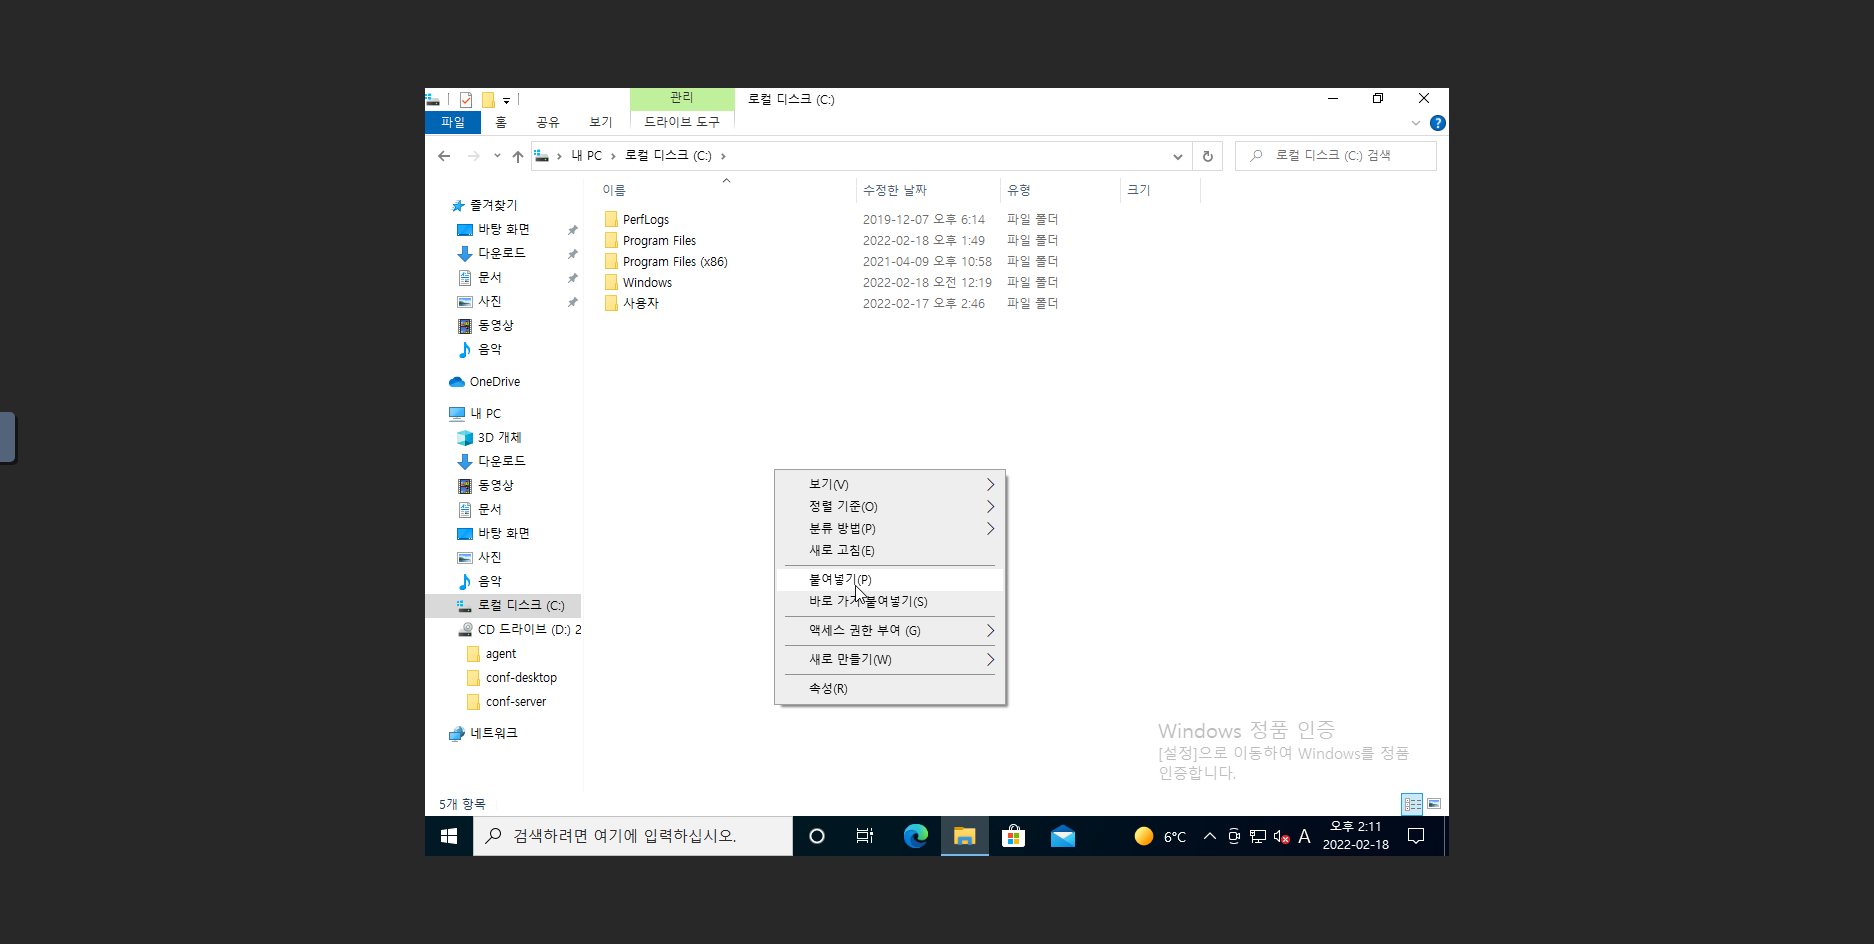 관리
로컬 디스크 (C:)
파일
홈
공유
보기
드라이브 도구
?
내 PC
로컬 디스크 (C:)
로컬 디스크 (C:) 검색
이름
수정한 날짜
유형
크기
PerfLogs 2019-12-07 오후 6:14 파일 폴더
Program Files 2022-02-18 오후 1:49 파일 폴더
Program Files (x86) 2021-04-09 오후 10:58 파일 폴더
Windows 2022-02-18 오전 12:19 파일 폴더
사용자 2022-02-17 오후 2:46 파일 폴더
즐겨찾기
바탕 화면
다운로드
문서
사진
동영상
음악
OneDrive
내 PC
3D 개체
다운로드
동영상
문서
바탕 화면
사진
음악
로컬 디스크 (C:)
CD 드라이브 (D:) 2
agent
conf-desktop
conf-server
네트워크
보기(V)
정렬 기준(O)
분류 방법(P)
새로 고침(E)
붙여넣기(P)
바로 가기 붙여넣기(S)
액세스 권한 부여 (G)
새로 만들기(W)
속성(R)
Windows 정품 인증
[설정]으로 이동하여 Windows를 정품
인증합니다.
5개 항목
검색하려면 여기에 입력하십시오.
6°C
A
오후 2:11
2022-02-18